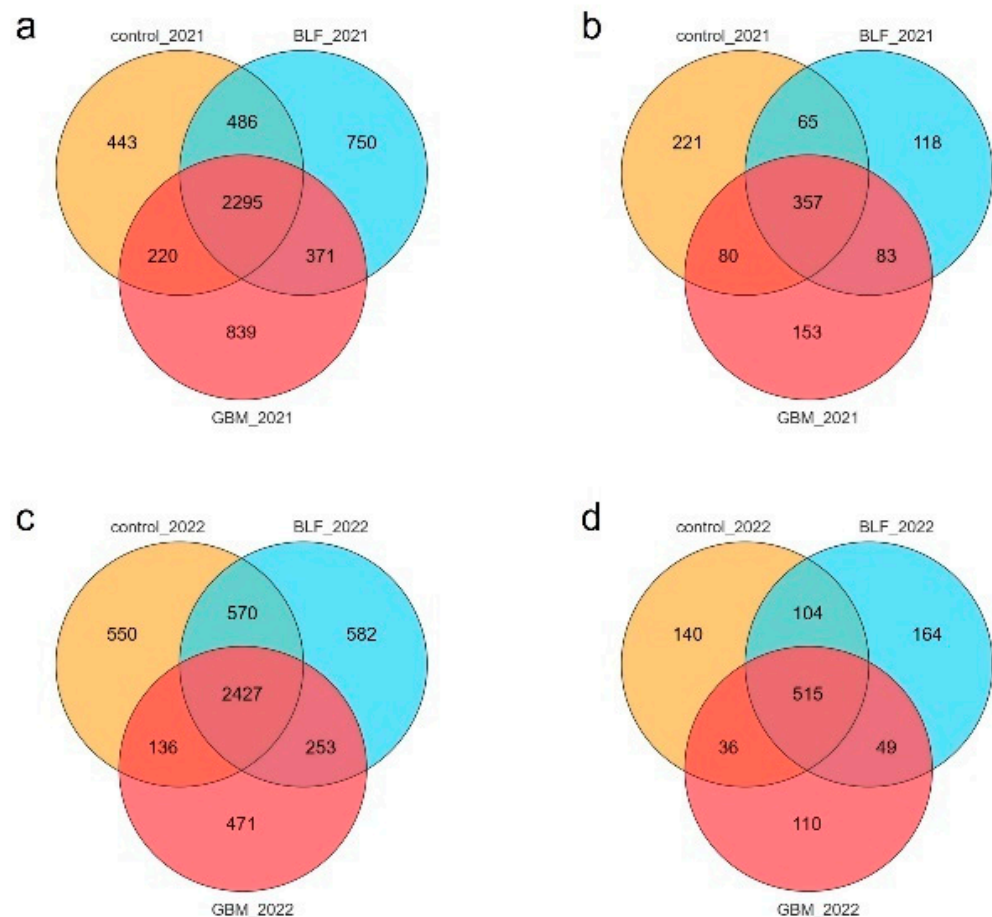 a
control_2021 BLF_2021
443 486 750
2295
220 371
839
GBM_2021
b
control_2021 BLF_2021
221 65 118
357
80 83
153
GBM_2021
c
control_2022 BLF_2022
550 570 582
2427
136 253
471
GBM_2022
d
control_2022 BLF_2022
140 104 164
515
36 49
110
GBM_2022